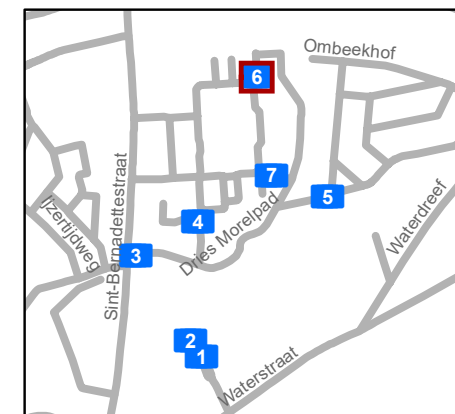 Ombeekhof
6
7
5
Waterdreef
4
Dries Morelpad
Ijzertijdweg
Sint-Bernadettestraat
3
2
1
Waterstraat